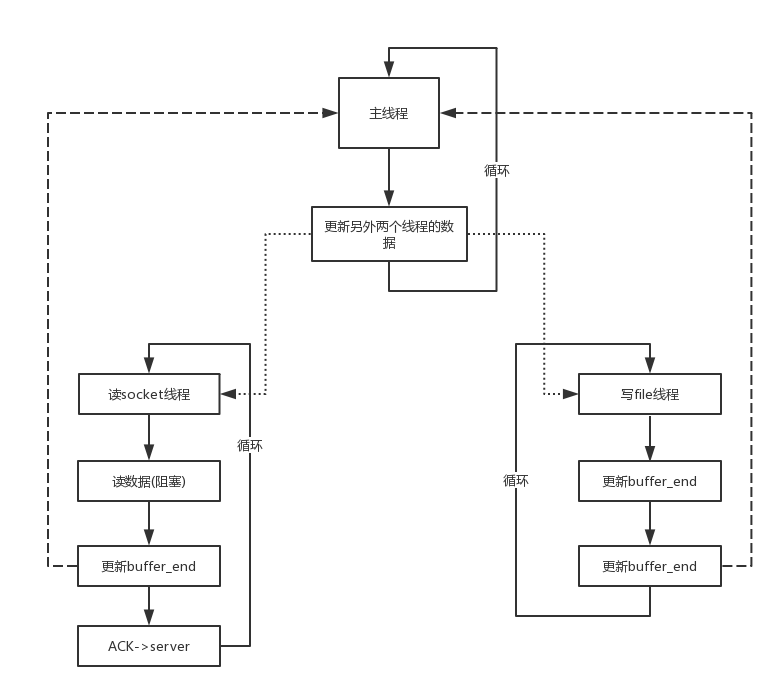 主线程
循环
更新另外两个线程的数
据
读socket线程
写file线程
循环
读数据(阻塞)
更新buffer_end
循环
更新buffer_end
更新buffer_end
ACK->server